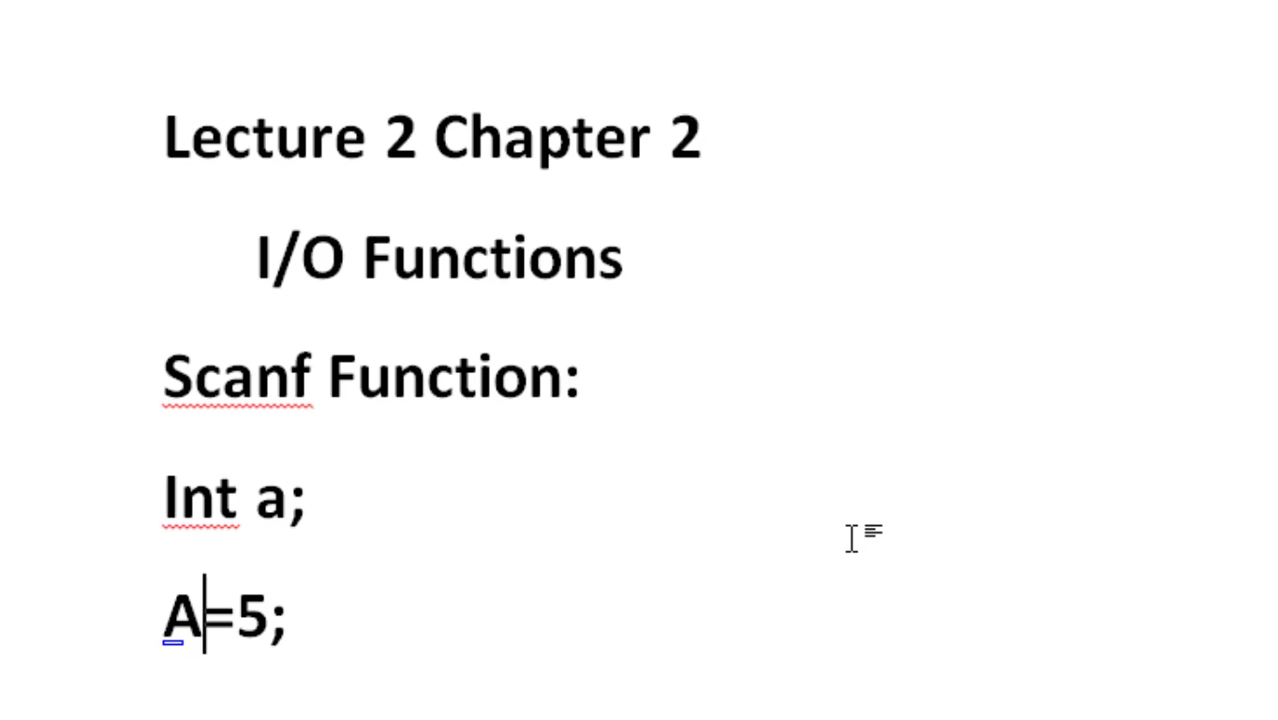 Lecture 2 Chapter 2
I/O Functions
Scanf Function:
Int a;
A=5;